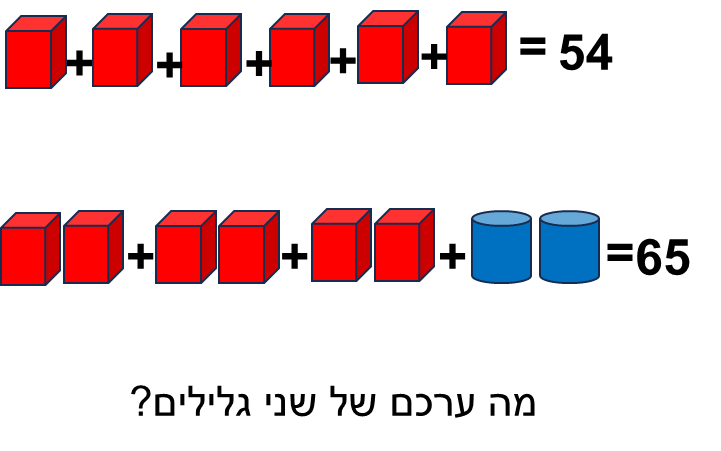 + + + + + = 54
+ + + =65
מה ערכם של שני גלילים?